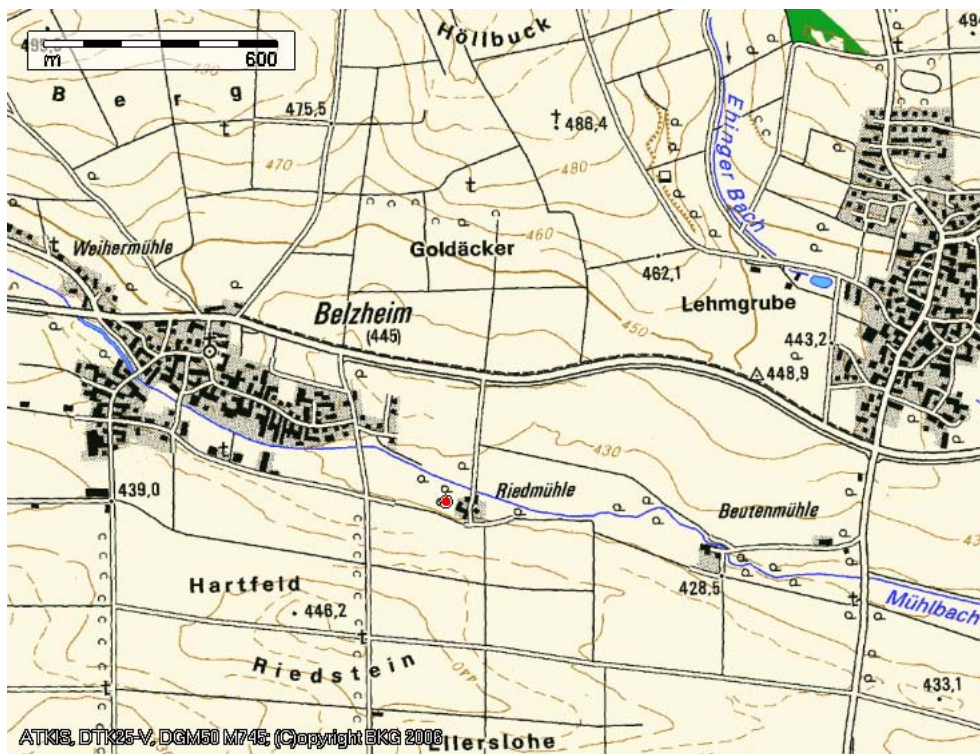 Höllbuck
m 600
B e r g
475,5
486,4
470
480
Ehinger Bach
Weihermühle
Goldäcker
460
462,1
Lehmgrube
Belzheim
(445)
450
443,2
448,9
430
439,0
Riedmühle
Beutenmühle
Hartfeld
446,2
428,5
Mühlbach
Riedstein
440
433,1
ATKIS, DTK25-V, DGM50 M745, (C)opyright BKG 2006
Ellerslohe